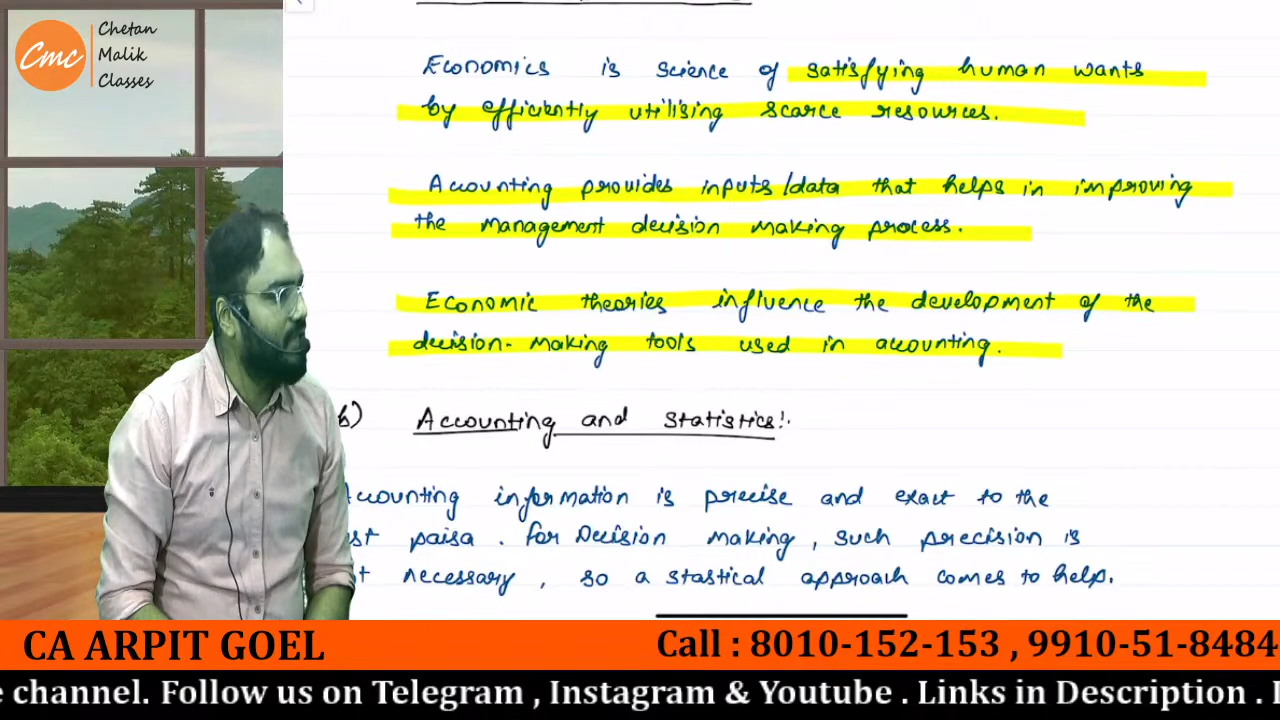 Cmc
Chetan
Malik
Classes
Economics is science of satisfying human wants
by efficiently utilising scarce resources.
Accounting provides inputs/data that helps in improving
the management decision making process.
Economic theories influence the development of the
decision-making tools used in accounting.
b) Accounting and Statistics:
Accounting information is precise and exact to the
st paisa. For Decision making, such precision is
t necessary, so a stastical approach comes to help.
CA ARPIT GOEL
Call : 8010-152-153 , 9910-51-8484
e channel. Follow us on Telegram , Instagram & Youtube . Links in Description .